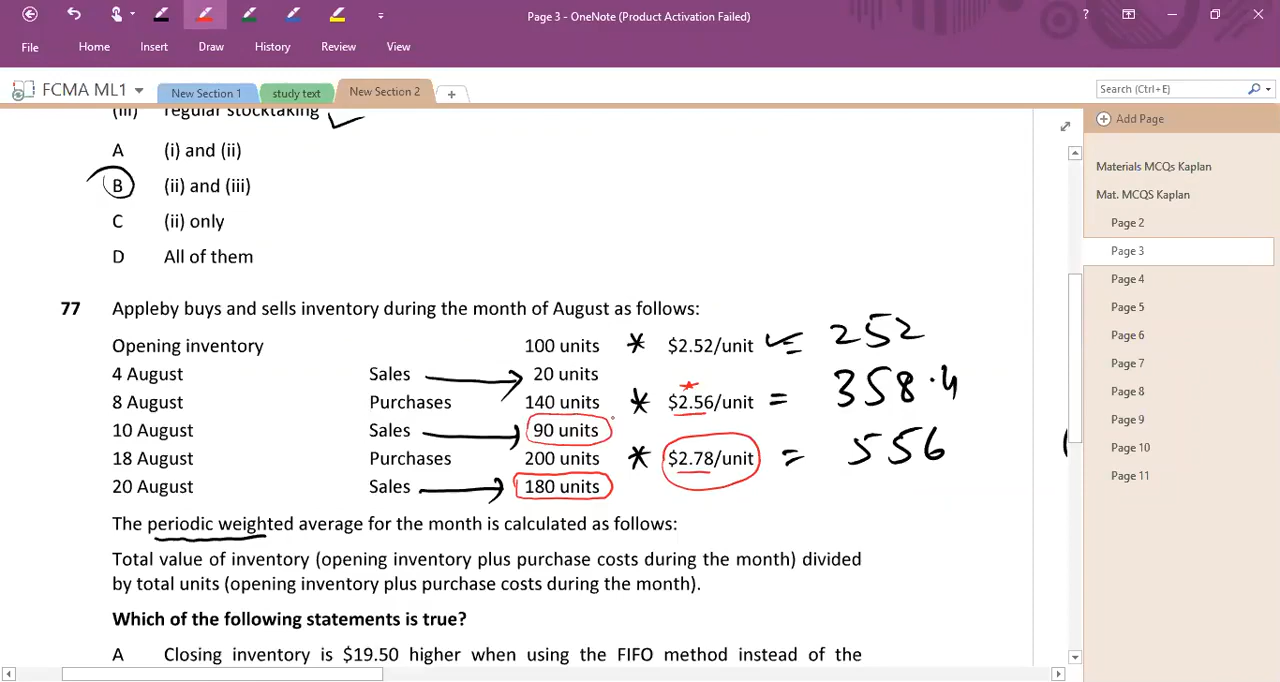 Page 3 - OneNote (Product Activation Failed)
?
File Home Insert Draw History Review View
FCMA ML1 New Section 1 study text New Section 2 + Search (Ctrl+E)
Add Page
Materials MCQs Kaplan
Mat. MCQS Kaplan
Page 2
Page 3
Page 4
Page 5
Page 6
Page 7
Page 8
Page 9
Page 10
Page 11
(iii) regular stocktaking
A (i) and (ii)
B (ii) and (iii)
C (ii) only
D All of them
77 Appleby buys and sells inventory during the month of August as follows:
Opening inventory 100 units * $2.52/unit = 252
4 August Sales 20 units
8 August Purchases 140 units * $2.56/unit = 358.4
10 August Sales 90 units
18 August Purchases 200 units * $2.78/unit = 556
20 August Sales 180 units
The periodic weighted average for the month is calculated as follows:
Total value of inventory (opening inventory plus purchase costs during the month) divided
by total units (opening inventory plus purchase costs during the month).
Which of the following statements is true?
A Closing inventory is $19.50 higher when using the FIFO method instead of the